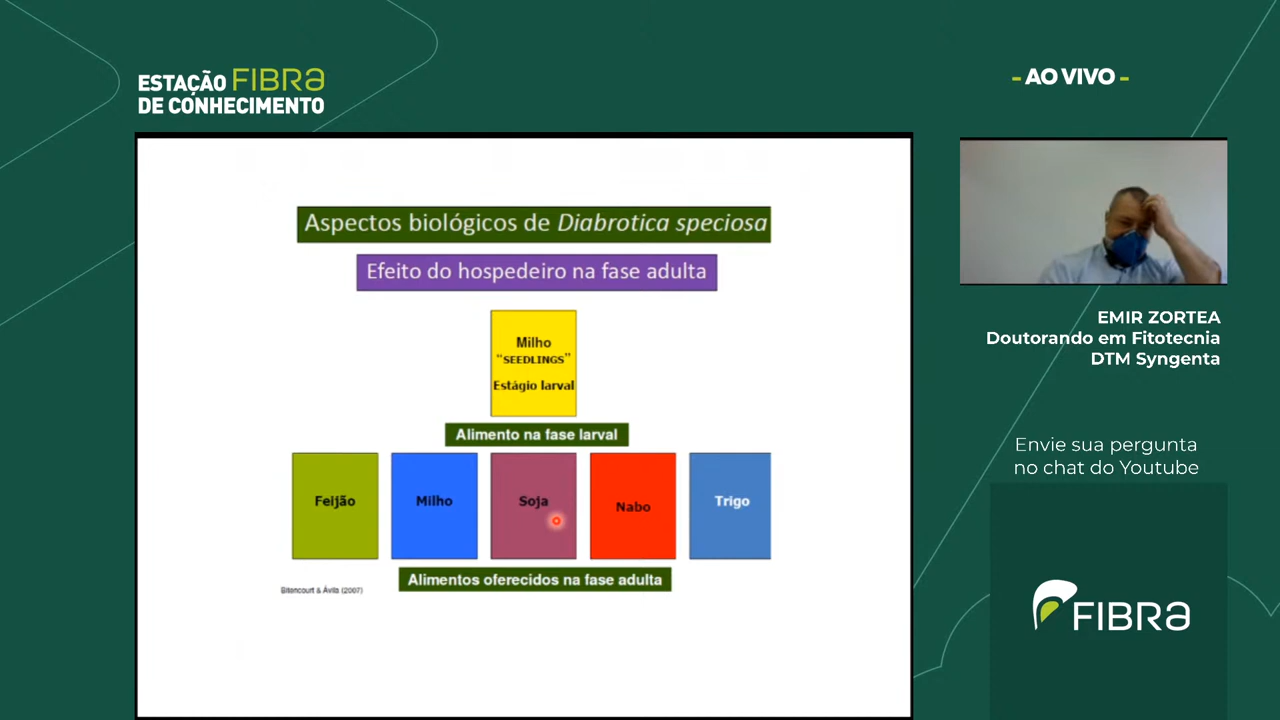 ESTAÇÃO FIBRA
DE CONHECIMENTO
- AO VIVO -
Aspectos biológicos de Diabrotica speciosa
Efeito do hospedeiro na fase adulta
Milho
“SEEDLINGS”
Estágio larval
Alimento na fase larval
Feijão
Milho
Soja
Nabo
Trigo
Alimentos oferecidos na fase adulta
Bitencourt & Ávila (2007)
EMIR ZORTEA
Doutorando em Fitotecnia
DTM Syngenta
Envie sua pergunta
no chat do Youtube
FIBRA